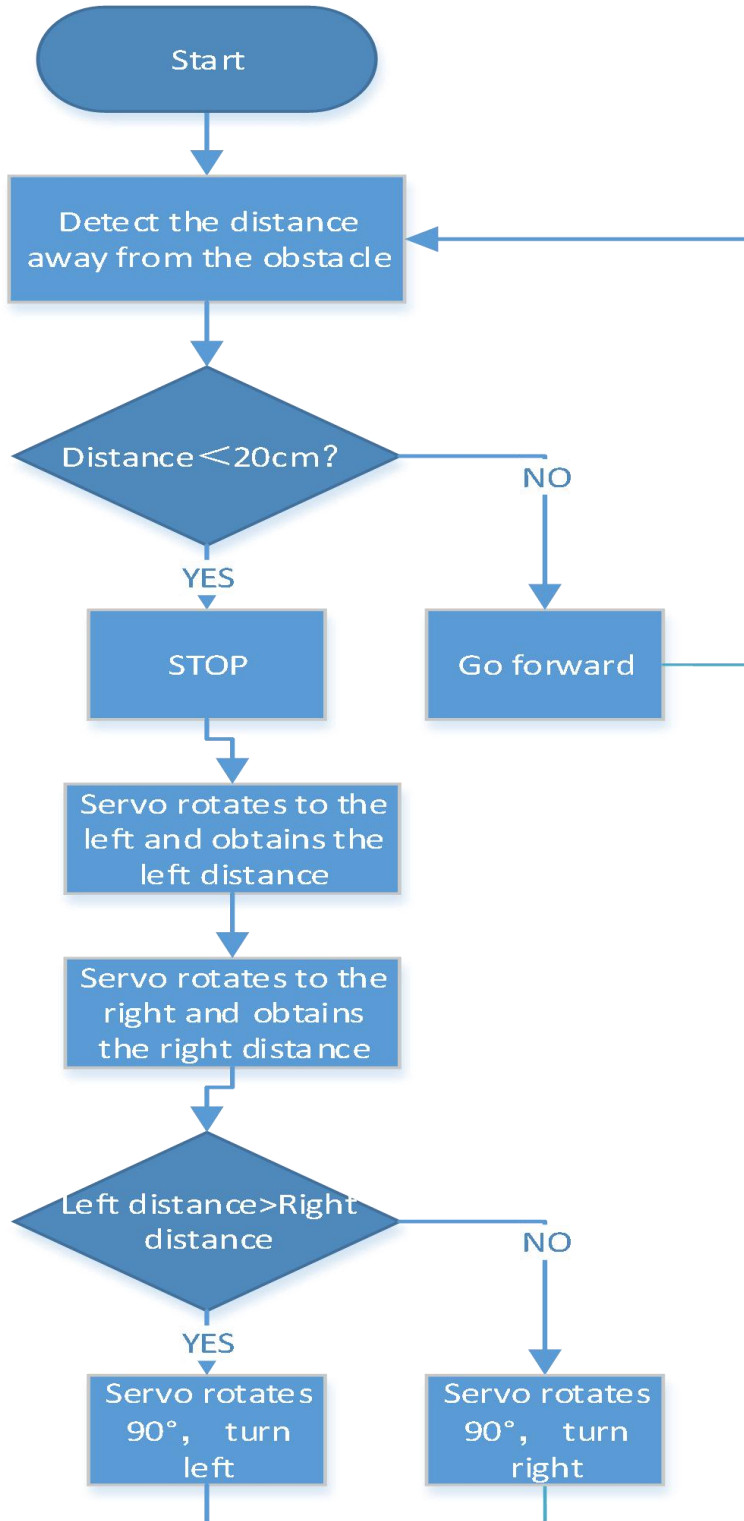 Start
Detect the distance
away from the obstacle
Distance＜20cm？
NO
YES
STOP
Go forward
Servo rotates to the
left and obtains the
left distance
Servo rotates to the
right and obtains
the right distance
Left distance>Right
distance
NO
YES
Servo rotates
90°， turn
left
Servo rotates
90°， turn
right